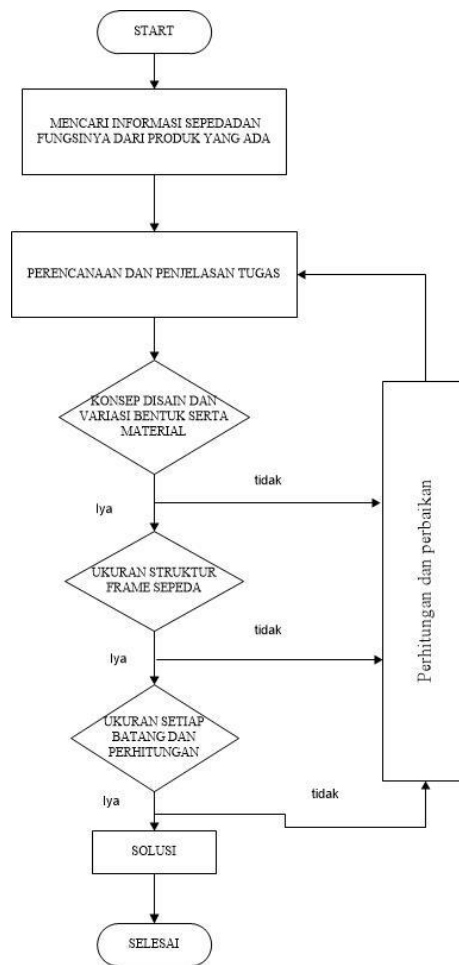 START
MENCARI INFORMASI SEPEDADAN
FUNGSINYA DARI PRODUK YANG ADA
PERENCANAAN DAN PENJELASAN TUGAS
KONSEP DISAIN DAN
VARIASI BENTUK SERTA
MATERIAL
tidak
Iya
UKURAN STRUKTUR
FRAME SEPEDA
tidak
Iya
UKURAN SETIAP
BATANG DAN
PERHITUNGAN
tidak
Iya
SOLUSI
SELESAI
Perhitungan dan perbaikan